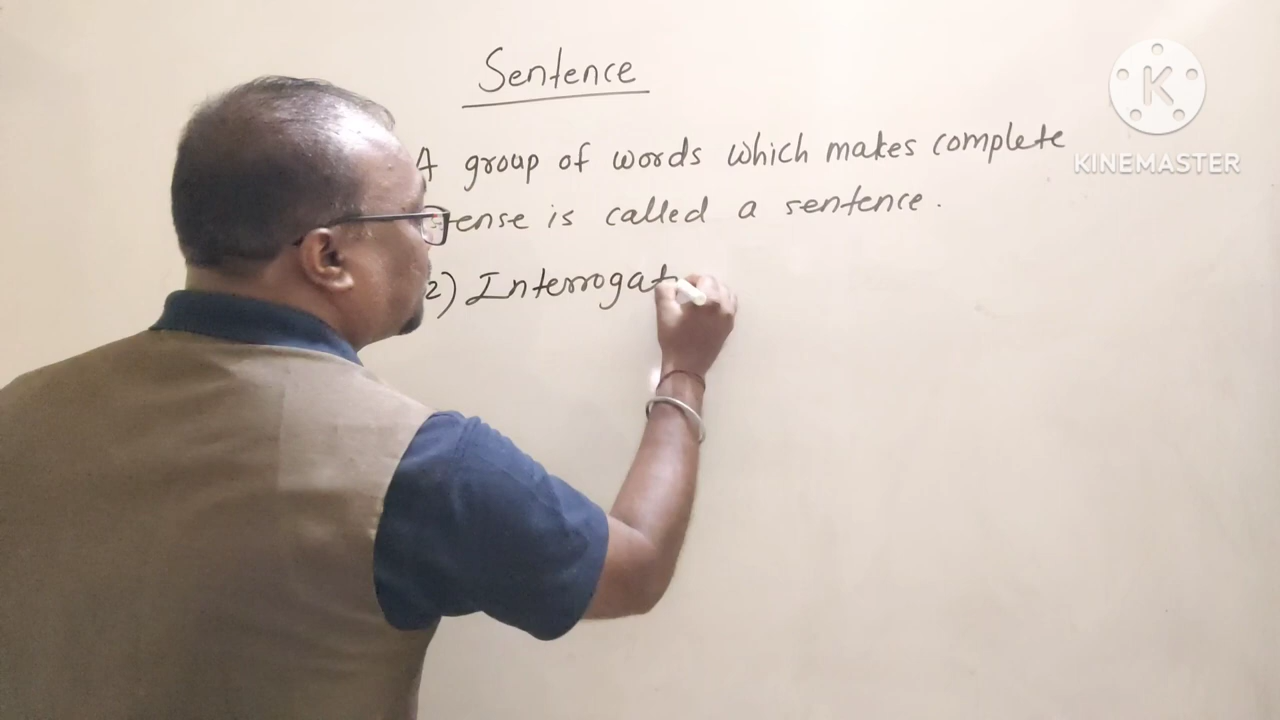 Sentence
A group of words which makes complete
sense is called a sentence.
2) Interrogat
K
KINEMASTER